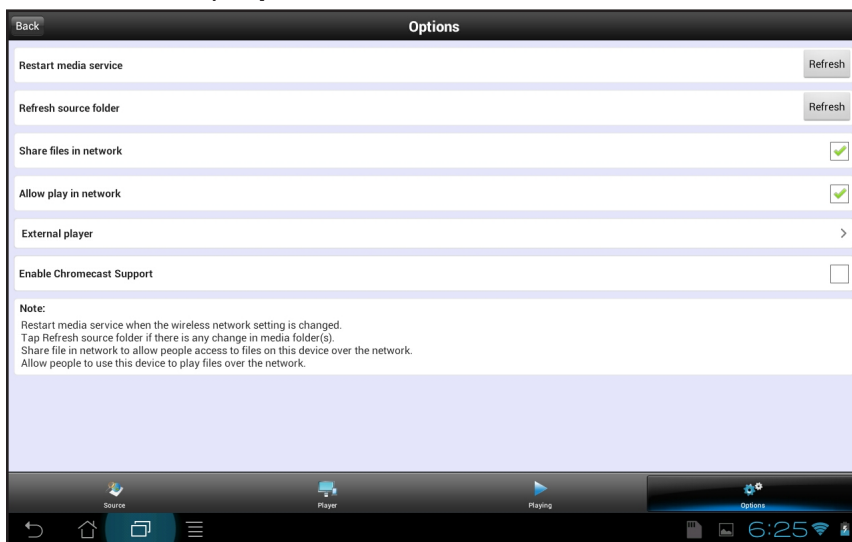 Back
Options
Restart media service
Refresh
Refresh source folder
Refresh
Share files in network
Allow play in network
External player
Enable Chromecast Support
Note:
Restart media service when the wireless network setting is changed.
Tap Refresh source folder if there is any change in media folder(s).
Share file in network to allow people access to files on this device over the network.
Allow people to use this device to play files over the network.
Source
Player
Playing
Options
6:25